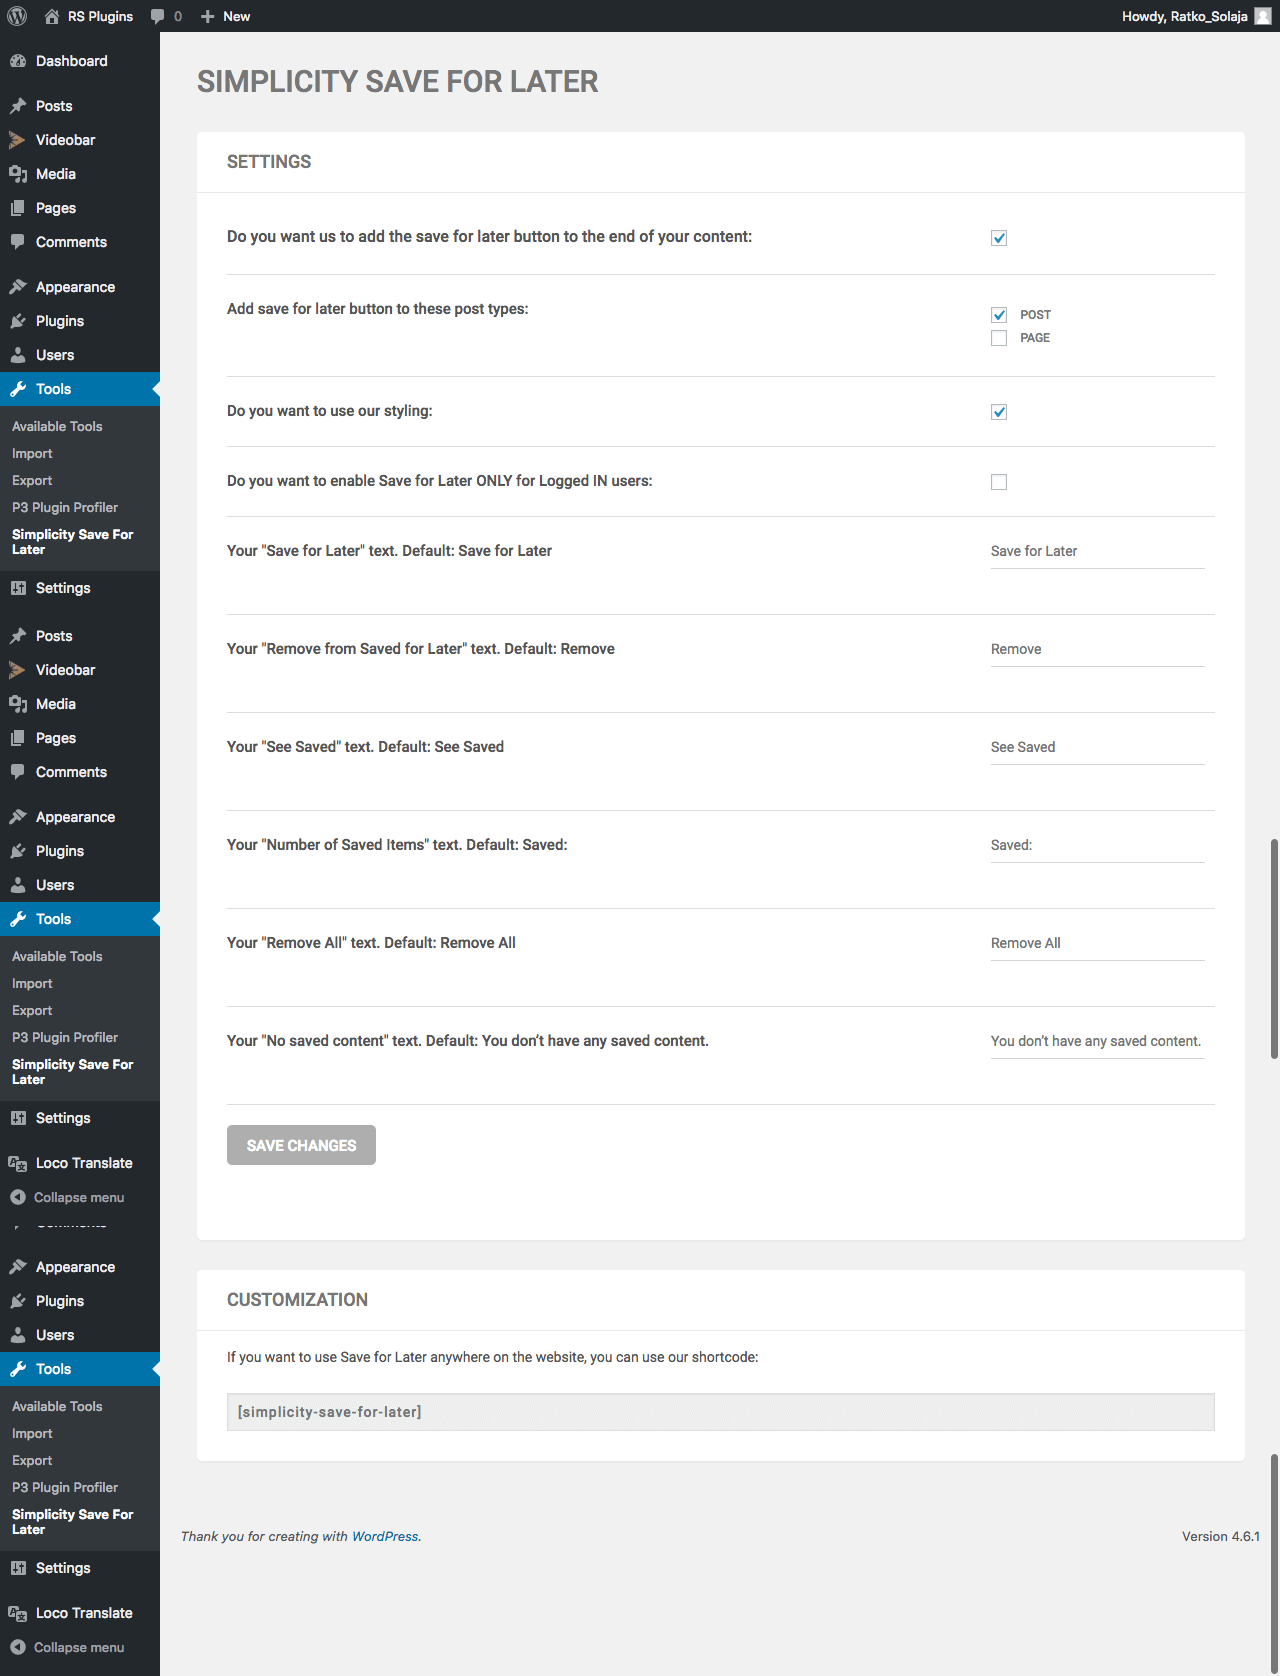 RS Plugins 0 New Howdy, Ratko_Solaja
Dashboard
Posts
Videobar
Media
Pages
Comments
Appearance
Plugins
Users
Tools
Available Tools
Import
Export
P3 Plugin Profiler
Simplicity Save For
Later
Settings
Posts
Videobar
Media
Pages
Comments
Appearance
Plugins
Users
Tools
Available Tools
Import
Export
P3 Plugin Profiler
Simplicity Save For
Later
Settings
Loco Translate
Collapse menu
Appearance
Plugins
Users
Tools
Available Tools
Import
Export
P3 Plugin Profiler
Simplicity Save For
Later
Settings
Loco Translate
Collapse menu
SIMPLICITY SAVE FOR LATER
SETTINGS
Do you want us to add the save for later button to the end of your content:
Add save for later button to these post types:
POST
PAGE
Do you want to use our styling:
Do you want to enable Save for Later ONLY for Logged IN users:
Your "Save for Later" text. Default: Save for Later Save for Later
Your "Remove from Saved for Later" text. Default: Remove Remove
Your "See Saved" text. Default: See Saved See Saved
Your "Number of Saved Items" text. Default: Saved: Saved:
Your "Remove All" text. Default: Remove All Remove All
Your "No saved content" text. Default: You don’t have any saved content. You don’t have any saved content.
SAVE CHANGES
CUSTOMIZATION
If you want to use Save for Later anywhere on the website, you can use our shortcode:
[simplicity-save-for-later]
Thank you for creating with WordPress. Version 4.6.1